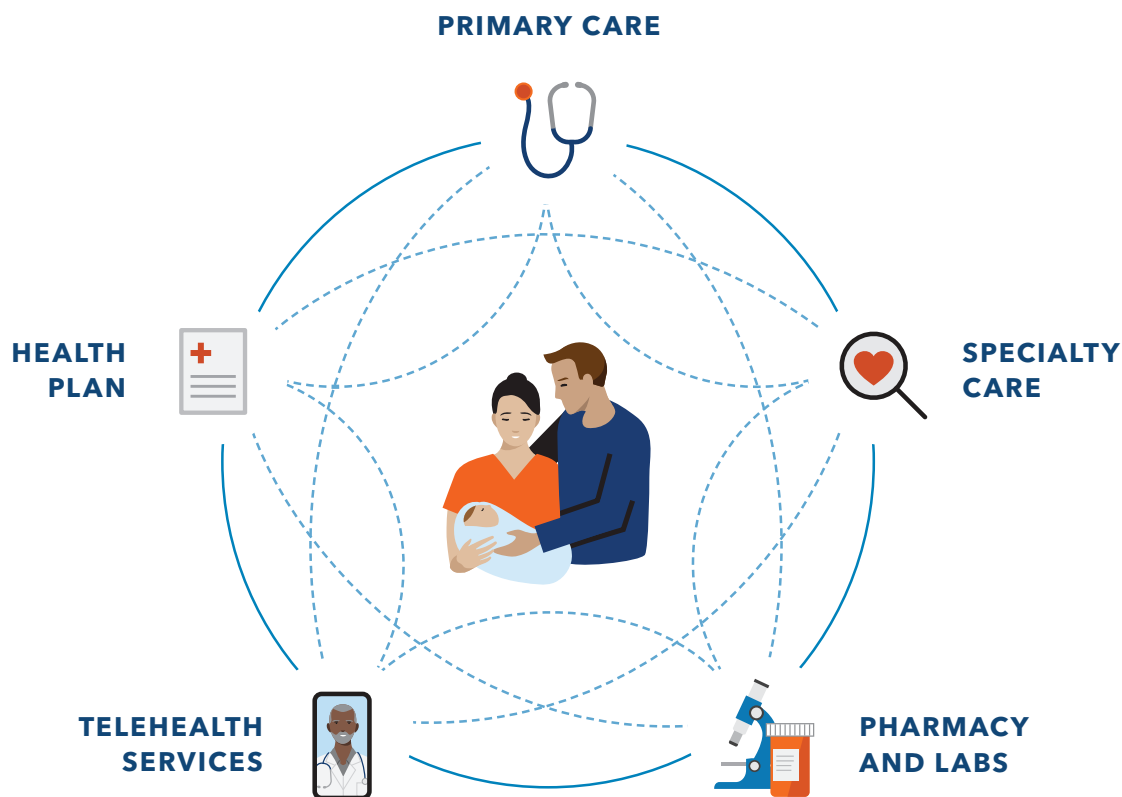 PRIMARY CARE
HEALTH
PLAN
SPECIALTY
CARE
TELEHEALTH
SERVICES
PHARMACY
AND LABS